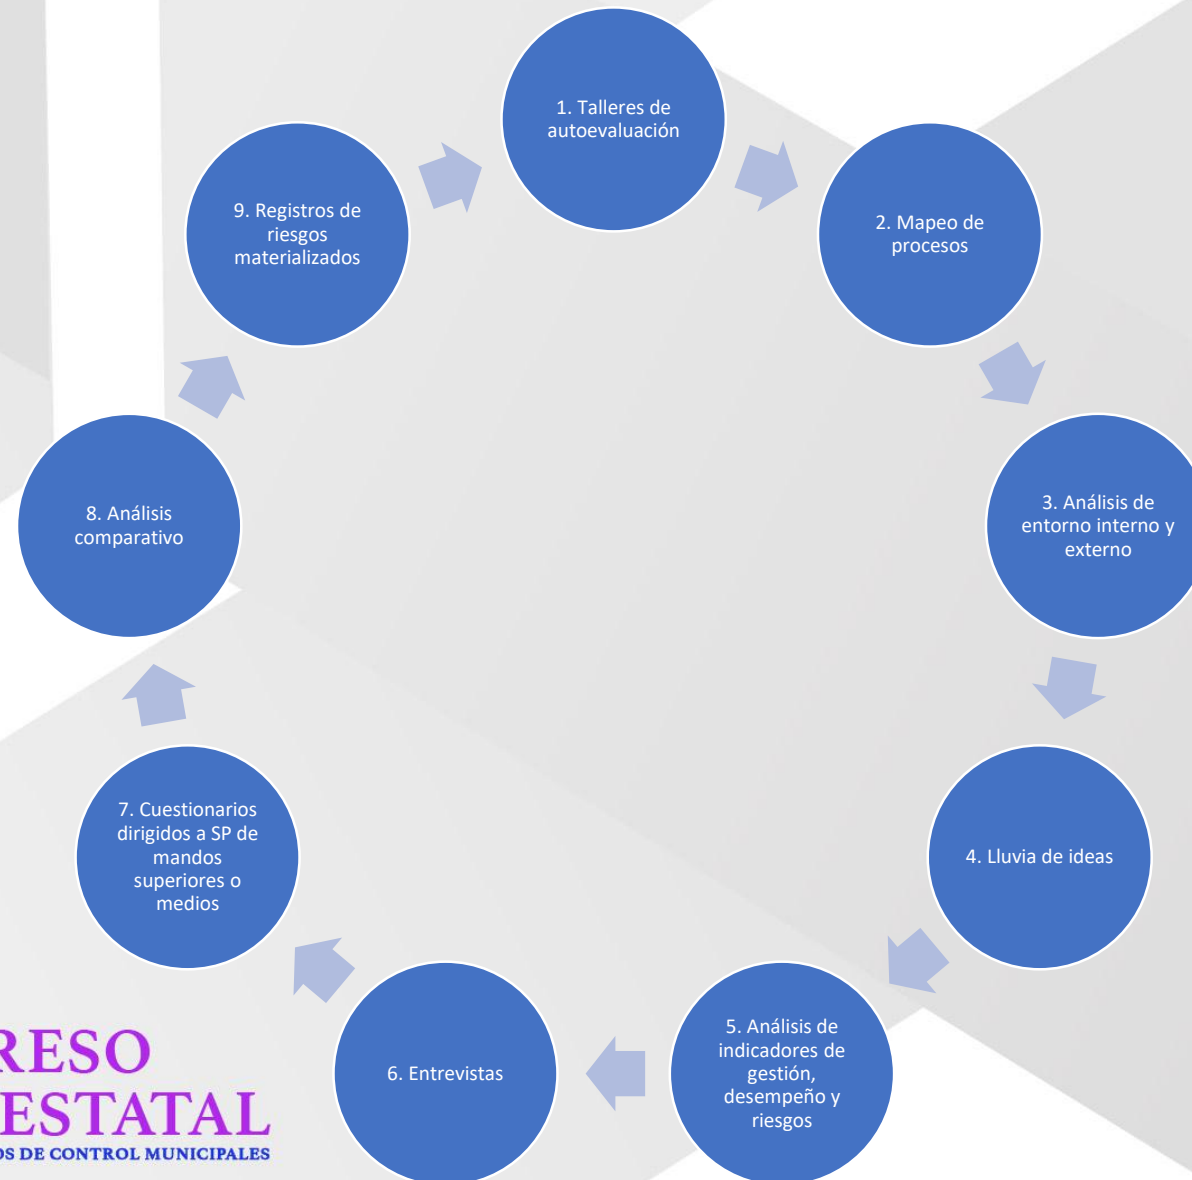 1. Talleres de
autoevaluación
2. Mapeo de
procesos
3. Análisis de
entorno interno y
externo
4. Lluvia de ideas
5. Análisis de
indicadores de
gestión,
desempeño y
riesgos
6. Entrevistas
7. Cuestionarios
dirigidos a SP de
mandos
superiores o
medios
8. Análisis
comparativo
9. Registros de
riesgos
materializados
RESO
ESTATAL
OS DE CONTROL MUNICIPALES